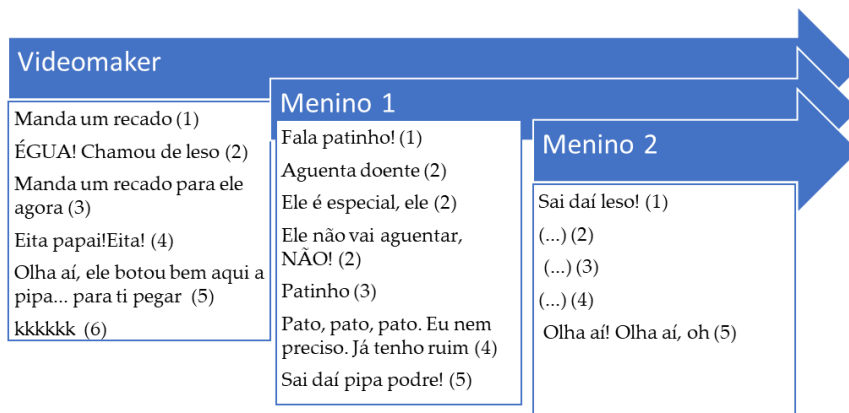 Videomaker
Manda um recado (1)
ÉGUA! Chamou de leso (2)
Manda um recado para ele
agora (3)
Eita papai!Eita! (4)
Olha aí, ele botou bem aqui a
pipa... para ti pegar (5)
kkkkkk (6)
Menino 1
Fala patinho! (1)
Aguenta doente (2)
Ele é especial, ele (2)
Ele não vai aguentar,
NÃO! (2)
Patinho (3)
Pato, pato, pato. Eu nem
preciso. Já tenho ruim (4)
Sai daí pipa podre! (5)
Menino 2
Sai daí leso! (1)
(...) (2)
(...) (3)
(...) (4)
Olha aí! Olha aí, oh (5)